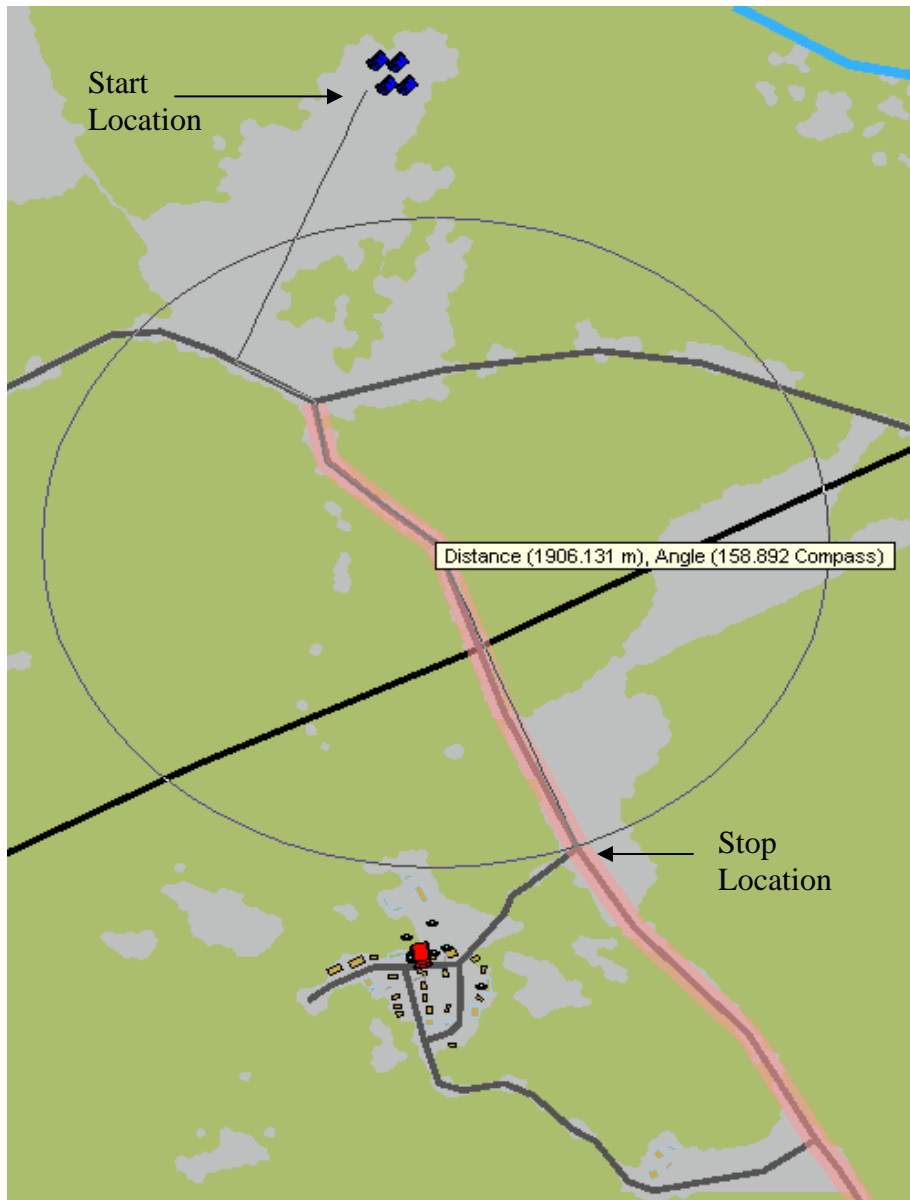 Start
Location
Distance (1906.131 m), Angle (158.892 Compass)
Stop
Location